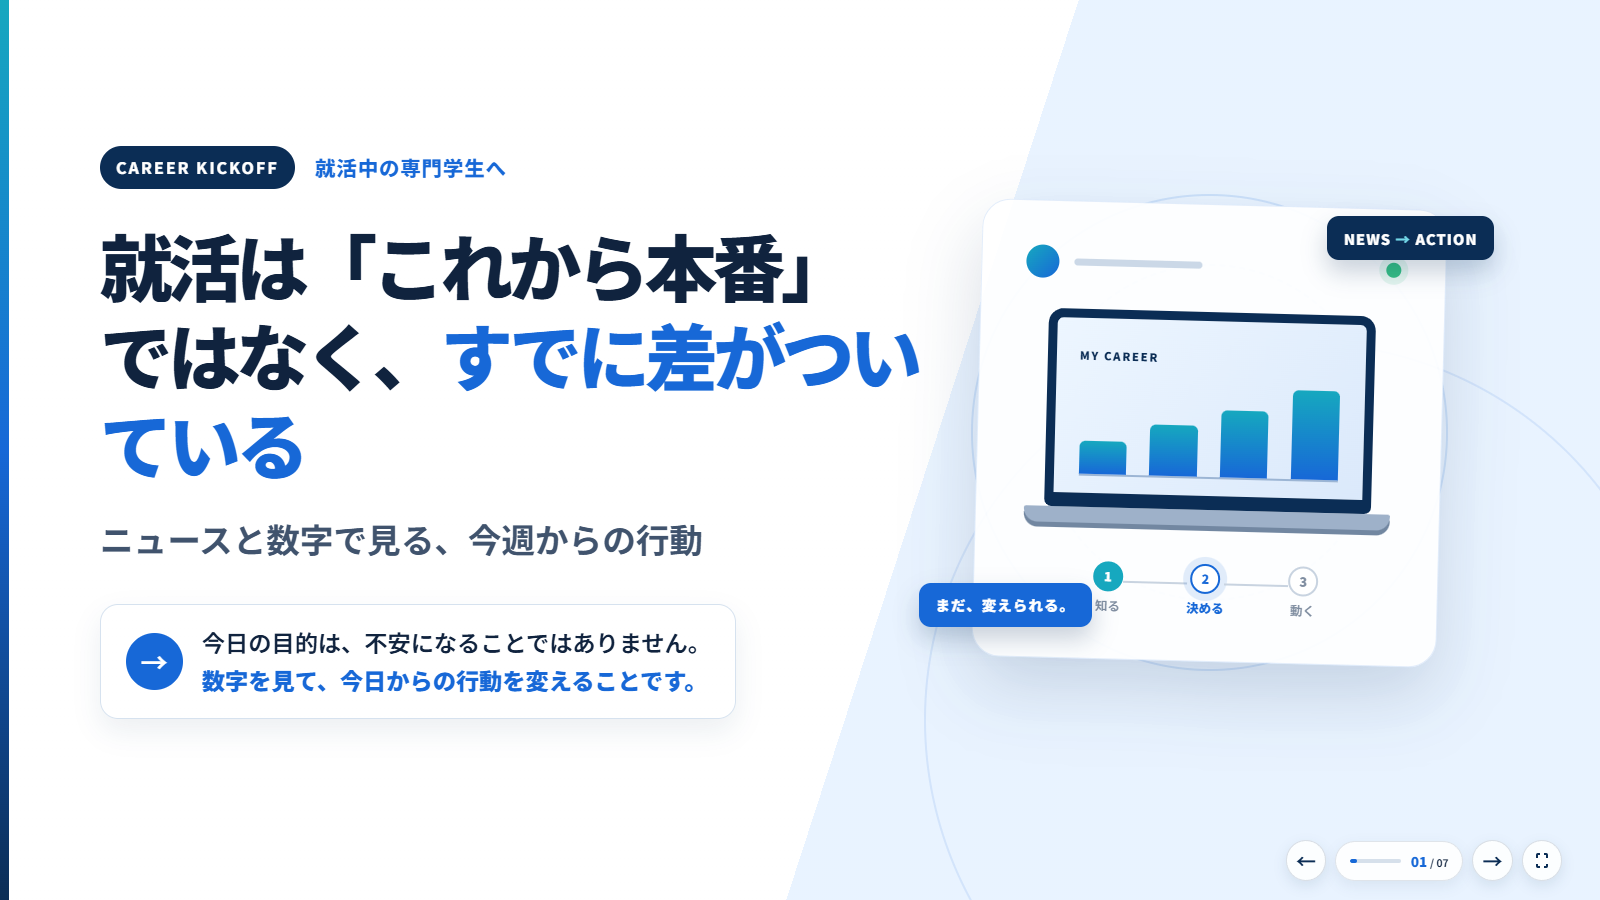 CAREER KICKOFF
就活中の専門学生へ
就活は「これから本番」
ではなく、すでに差がつい
ている
ニュースと数字で見る、今週からの行動
→
今日の目的は、不安になることではありません。
数字を見て、今日からの行動を変えることです。
NEWS → ACTION
MY CAREER
1
2
3
知る
決める
動く
まだ、変えられる。
←
01 / 07
→